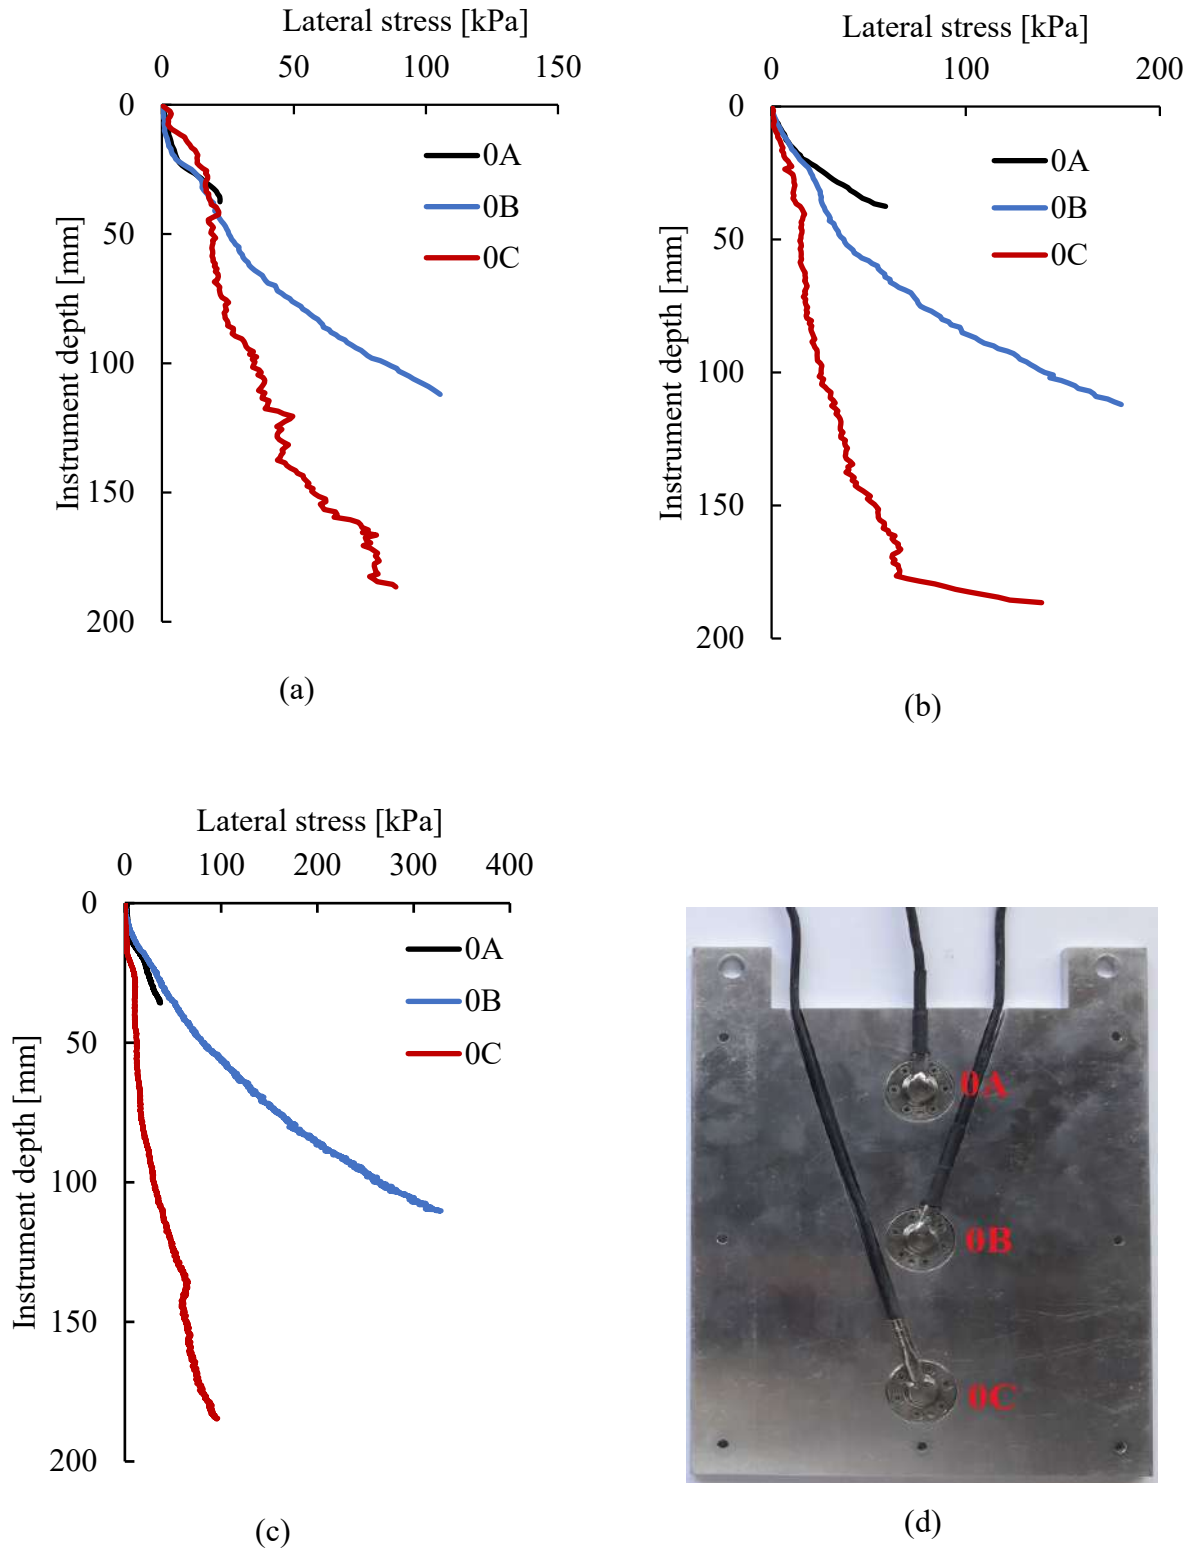 Lateral stress [kPa]
0 50 100 150
0
50
100
150
200
Instrument depth [mm]
0A
0B
0C
(a)
Lateral stress [kPa]
0 100 200
0
50
100
150
200
Instrument depth [mm]
0A
0B
0C
(b)
Lateral stress [kPa]
0 100 200 300 400
0
50
100
150
200
Instrument depth [mm]
0A
0B
0C
(c)
0A
0B
0C
(d)